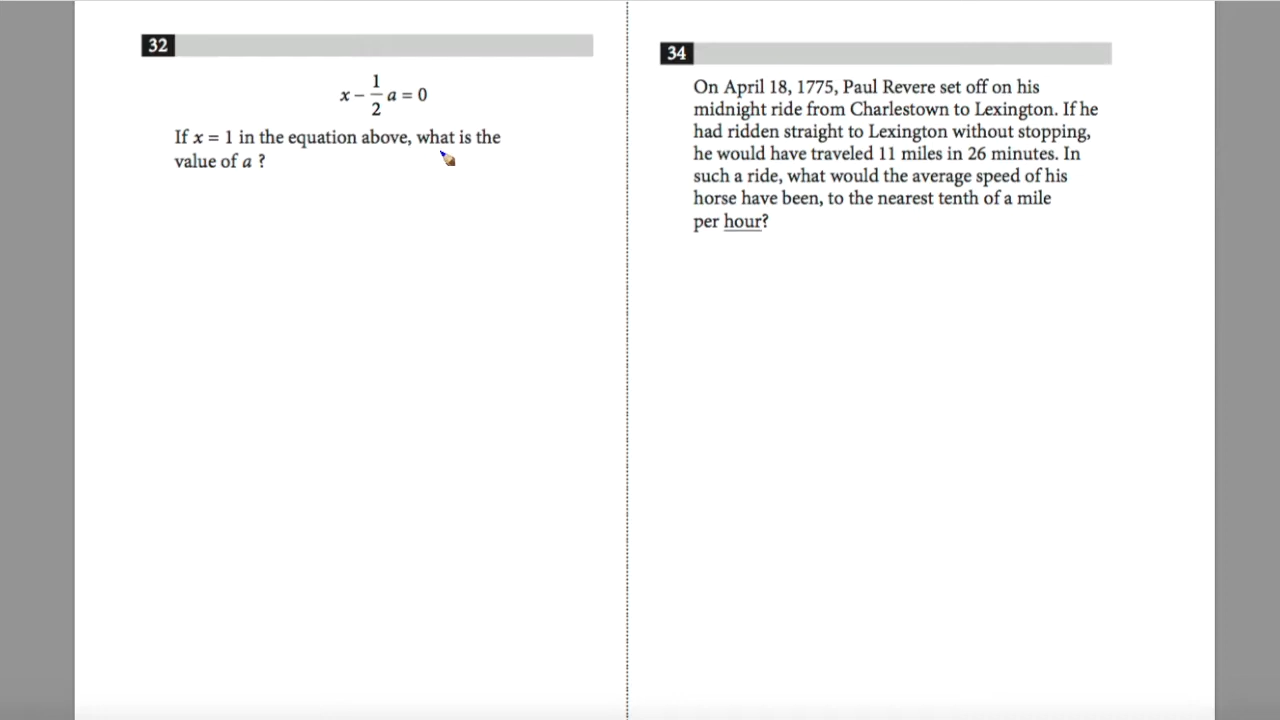 32
x − 1/2 a = 0
If x = 1 in the equation above, what is the
value of a ?
34
On April 18, 1775, Paul Revere set off on his
midnight ride from Charlestown to Lexington. If he
had ridden straight to Lexington without stopping,
he would have traveled 11 miles in 26 minutes. In
such a ride, what would the average speed of his
horse have been, to the nearest tenth of a mile
per hour?